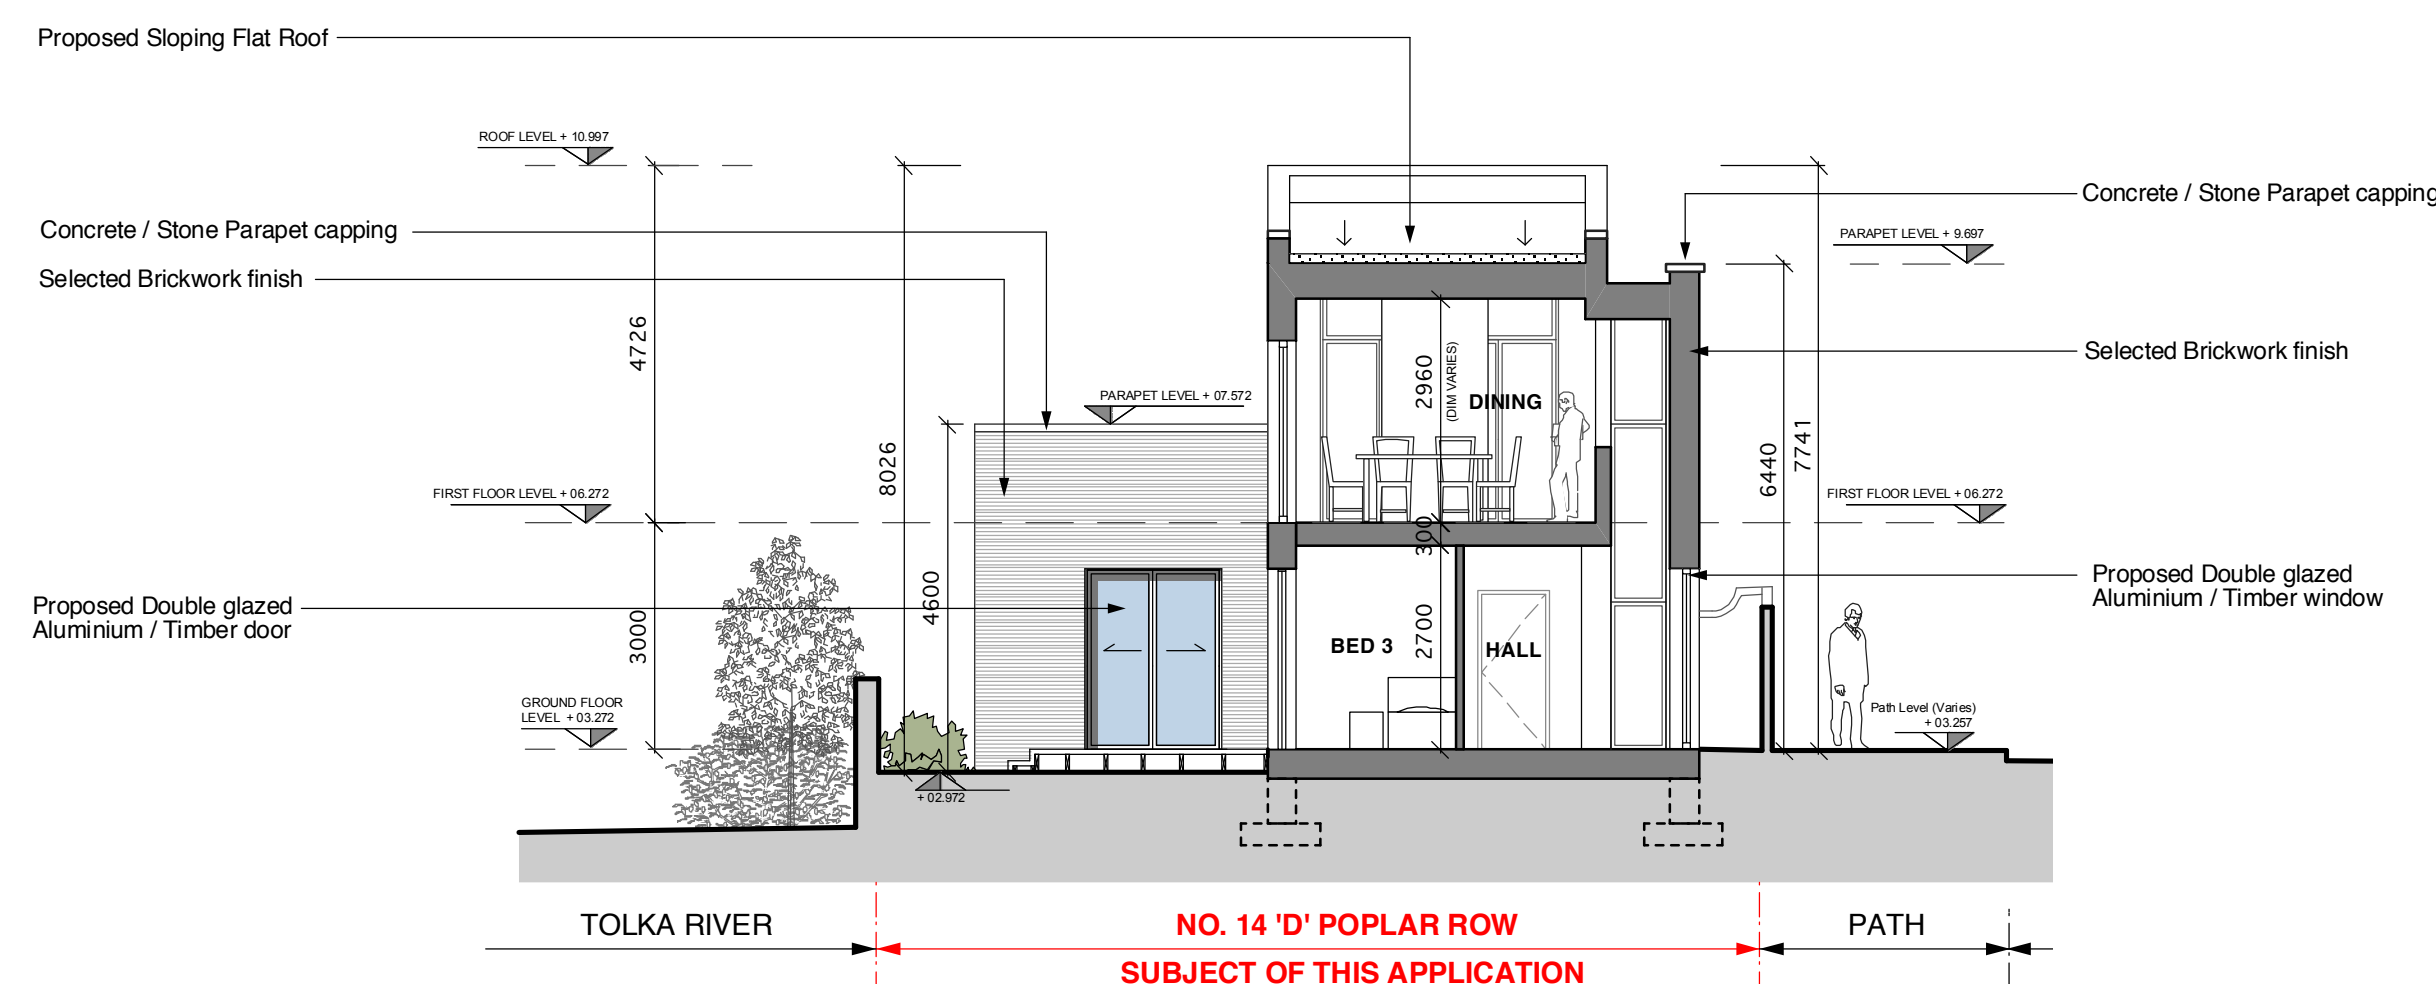 Proposed Sloping Flat Roof
ROOF LEVEL + 10.997
Concrete / Stone Parapet capping
Concrete / Stone Parapet capping
PARAPET LEVEL + 9.697
Selected Brickwork finish
4726
2960
(DIM VARIES)
DINING
Selected Brickwork finish
PARAPET LEVEL + 07.572
8026
6440
7741
FIRST FLOOR LEVEL + 06.272
FIRST FLOOR LEVEL + 06.272
300
Proposed Double glazed
Aluminium / Timber door
3000
4600
BED 3
2700
HALL
Proposed Double glazed
Aluminium / Timber window
GROUND FLOOR
LEVEL + 03.272
Path Level (Varies)
+ 03.257
+ 02.972
TOLKA RIVER
NO. 14 'D' POPLAR ROW
PATH
SUBJECT OF THIS APPLICATION